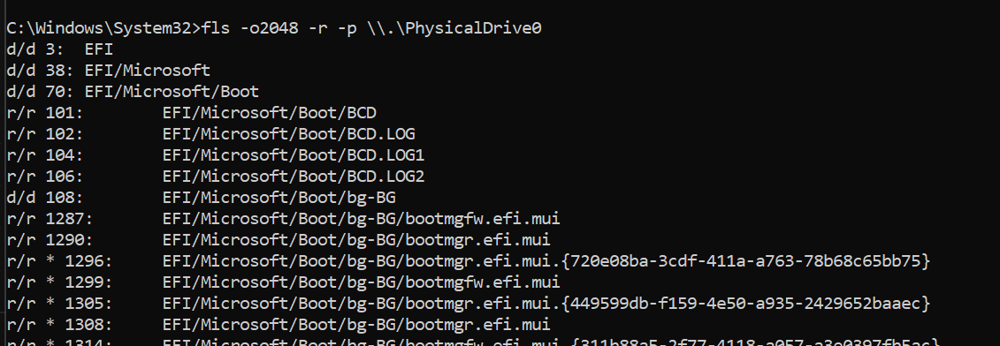 C:\Windows\System32>fls -o2048 -r -p \\.\PhysicalDrive0
d/d 3:  EFI
d/d 38: EFI/Microsoft
d/d 70: EFI/Microsoft/Boot
r/r 101:        EFI/Microsoft/Boot/BCD
r/r 102:        EFI/Microsoft/Boot/BCD.LOG
r/r 104:        EFI/Microsoft/Boot/BCD.LOG1
r/r 106:        EFI/Microsoft/Boot/BCD.LOG2
d/d 108:        EFI/Microsoft/Boot/bg-BG
r/r 1287:       EFI/Microsoft/Boot/bg-BG/bootmgfw.efi.mui
r/r 1290:       EFI/Microsoft/Boot/bg-BG/bootmgr.efi.mui
r/r * 1296:     EFI/Microsoft/Boot/bg-BG/bootmgr.efi.mui.{720e08ba-3cdf-411a-a763-78b68c65bb75}
r/r * 1299:     EFI/Microsoft/Boot/bg-BG/bootmgfw.efi.mui
r/r * 1305:     EFI/Microsoft/Boot/bg-BG/bootmgr.efi.mui.{449599db-f159-4e50-a935-2429652baaec}
r/r * 1308:     EFI/Microsoft/Boot/bg-BG/bootmgr.efi.mui
r/r * 1314:     EFI/Microsoft/Boot/bg-BG/bootmgfw.efi.mui.{311b88a5-2f77-4118-a057-a3e0397fb5ac}